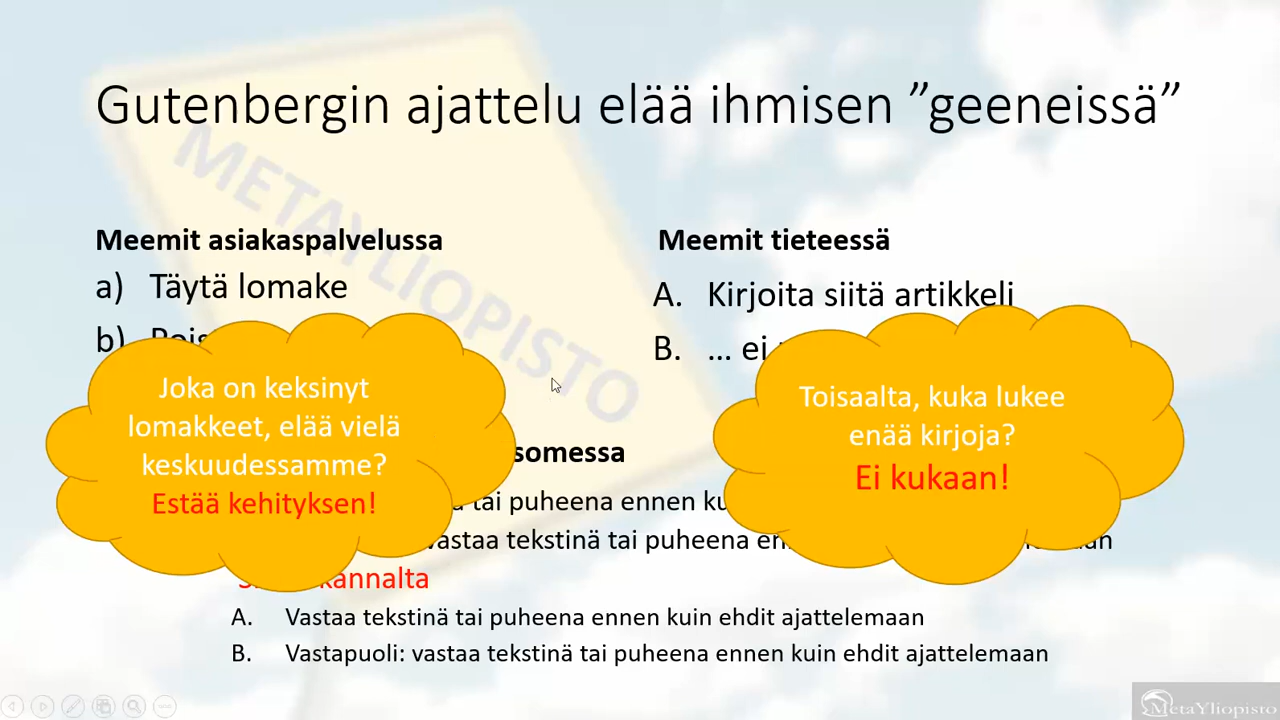 Gutenbergin ajattelu elää ihmisen ”geeneissä”
METAYLIOPISTO
Meemit asiakaspalvelussa
a) Täytä lomake
b)
Joka on keksinyt
lomakkeet, elää vielä
keskuudessamme?
Estää kehityksen!
Meemit tieteessä
A. Kirjoita siitä artikkeli
B. … ei
Toisaalta, kuka lukee
enää kirjoja?
Ei kukaan!
somessa
tai puheena ennen
vastaa tekstinä tai puheena
kannalta
A. Vastaa tekstinä tai puheena ennen kuin ehdit ajattelemaan
B. Vastapuoli: vastaa tekstinä tai puheena ennen kuin ehdit ajattelemaan
MetaYliopisto